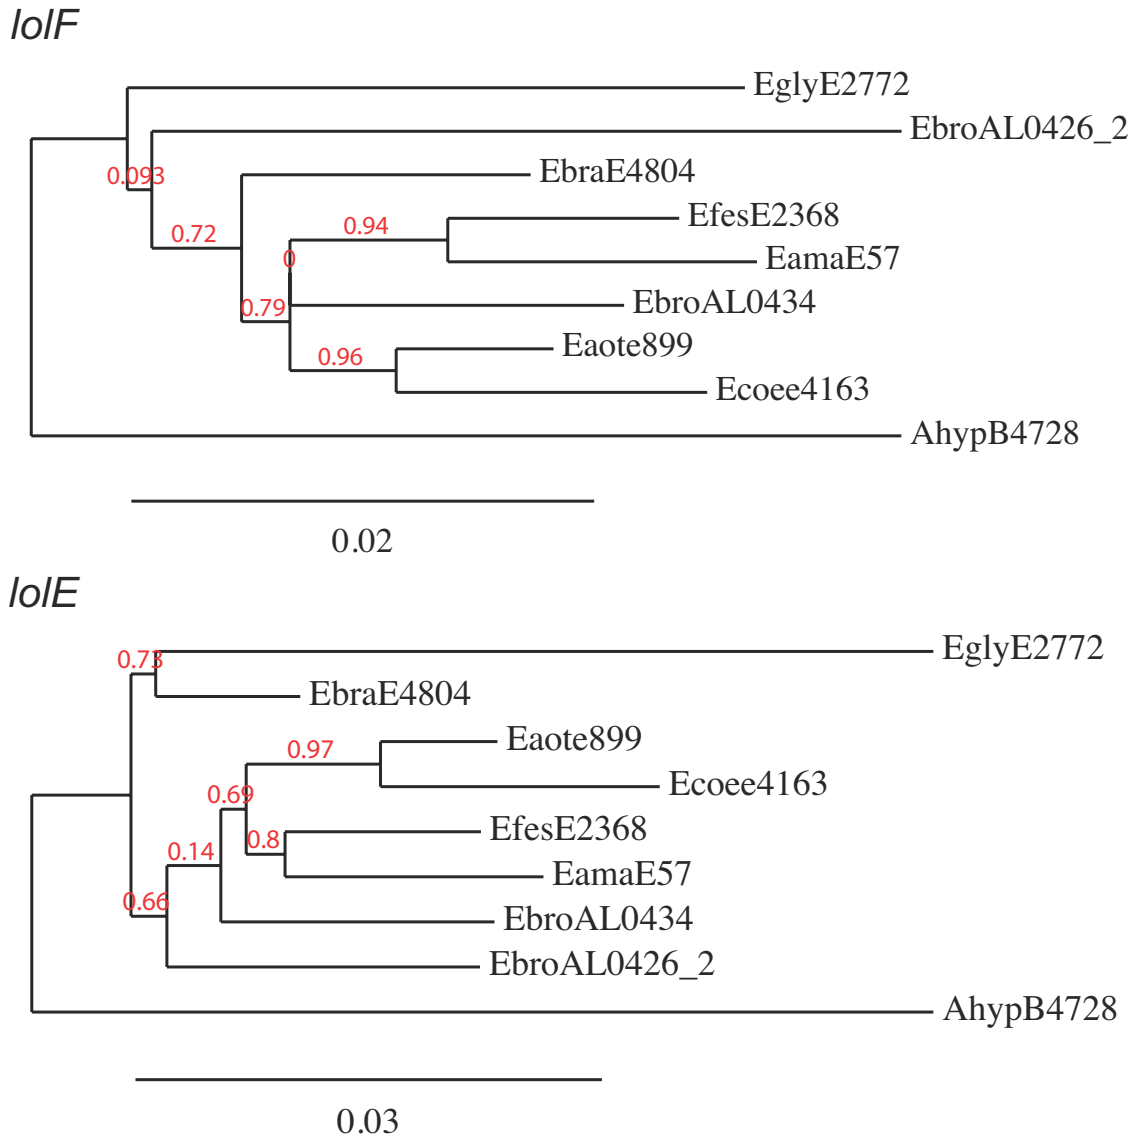 lolF
EglyE2772
EbroAL0426_2
0.093
EbraE4804
0.72
0.94
EfesE2368
0
EamaE57
0.79
EbroAL0434
0.96
Eaote899
Ecoee4163
AhypB4728
0.02
lolE
0.73
EglyE2772
EbraE4804
0.97
Eaote899
0.69
Ecoee4163
0.14
0.8
EfesE2368
EamaE57
0.66
EbroAL0434
EbroAL0426_2
AhypB4728
0.03